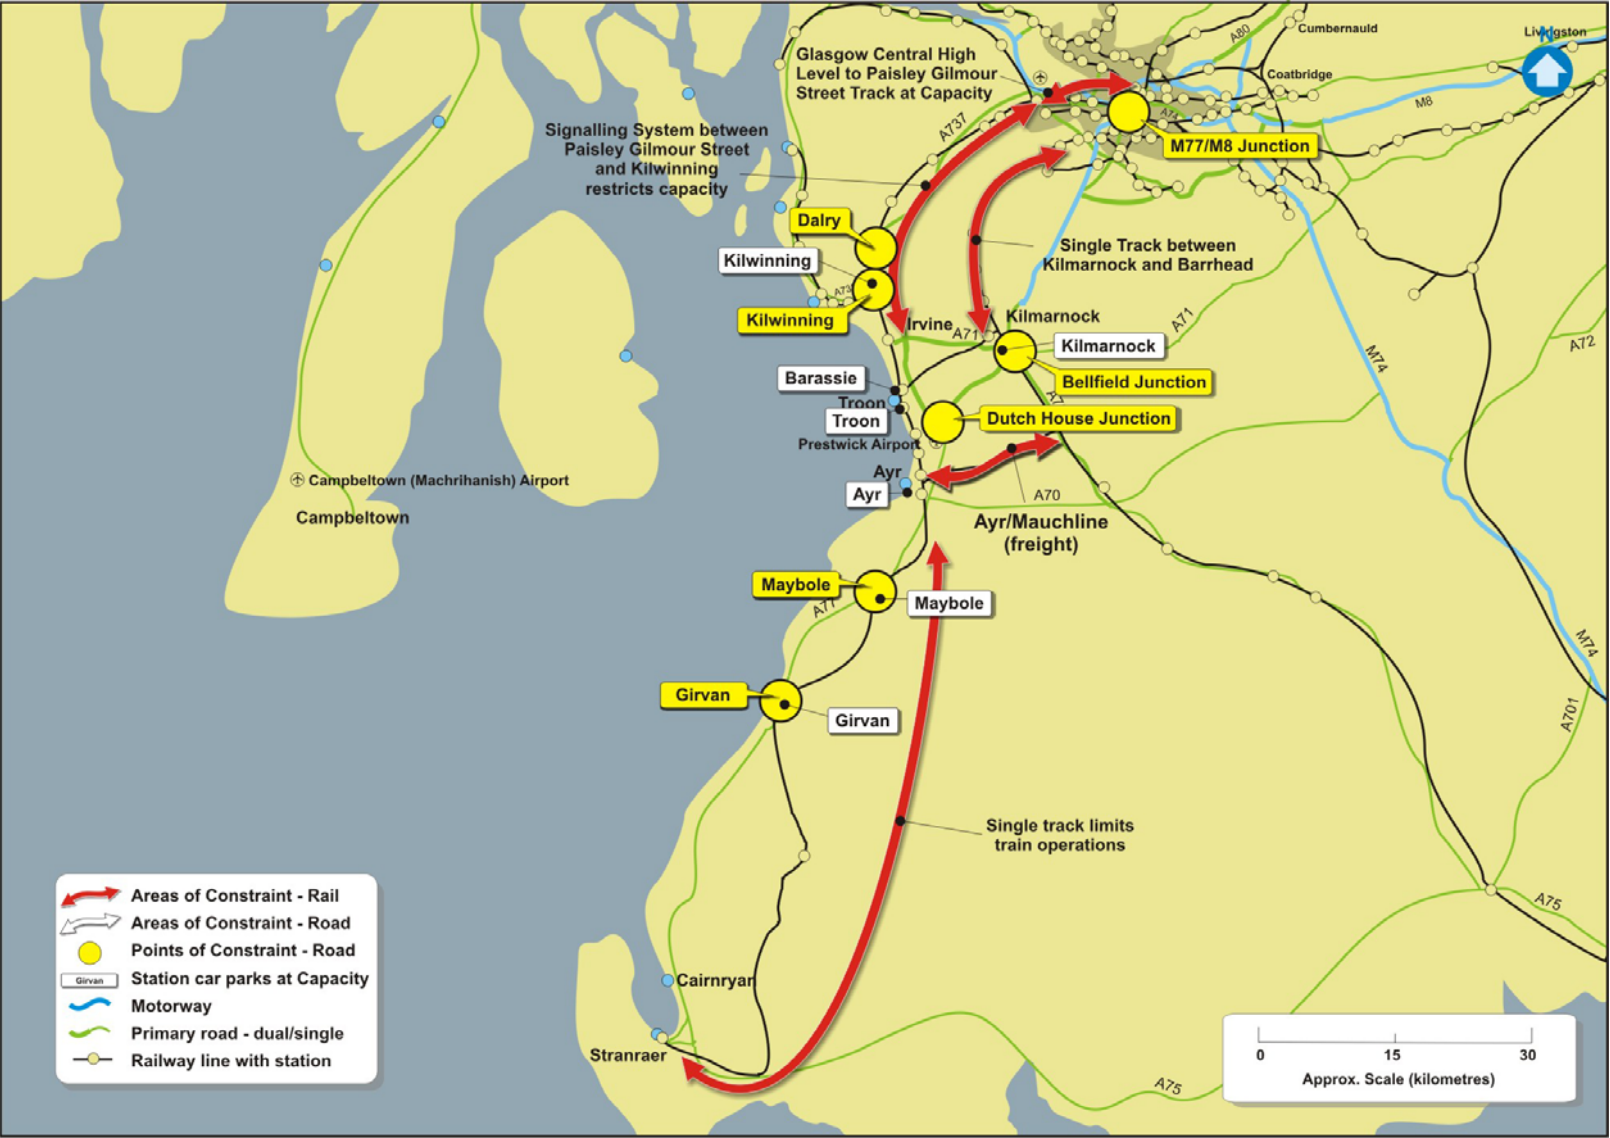 Cumbernauld
A80
N
Livingston
Glasgow Central High
Level to Paisley Gilmour
Street Track at Capacity
Coatbridge
M8
A74
A737
Signalling System between
Paisley Gilmour Street
and Kilwinning
restricts capacity
M77/M8 Junction
Dalry
Kilwinning
Single Track between
Kilmarnock and Barrhead
A73
Kilwinning
Irvine
A71
Kilmarnock
A71
Kilmarnock
M74
A72
Barassie
Bellfield Junction
Troon
A7
Troon
Dutch House Junction
Prestwick Airport
Ayr
Ayr
A70
Campbeltown (Machrihanish) Airport
Campbeltown
Ayr/Mauchline
(freight)
Maybole
A77
Maybole
M74
Girvan
Girvan
A701
Single track limits
train operations
Areas of Constraint - Rail
Areas of Constraint - Road
Points of Constraint - Road
Girvan
Station car parks at Capacity
Motorway
Primary road - dual/single
Railway line with station
A75
Cairnryan
Stranraer
A75
0 15 30
Approx. Scale (kilometres)